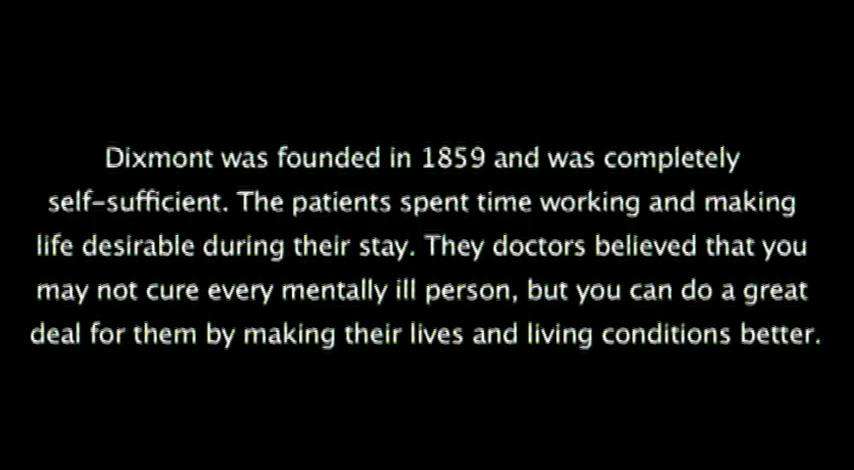 Dixmont was founded in 1859 and was completely
self-sufficient. The patients spent time working and making
life desirable during their stay. They doctors believed that you
may not cure every mentally ill person, but you can do a great
deal for them by making their lives and living conditions better.